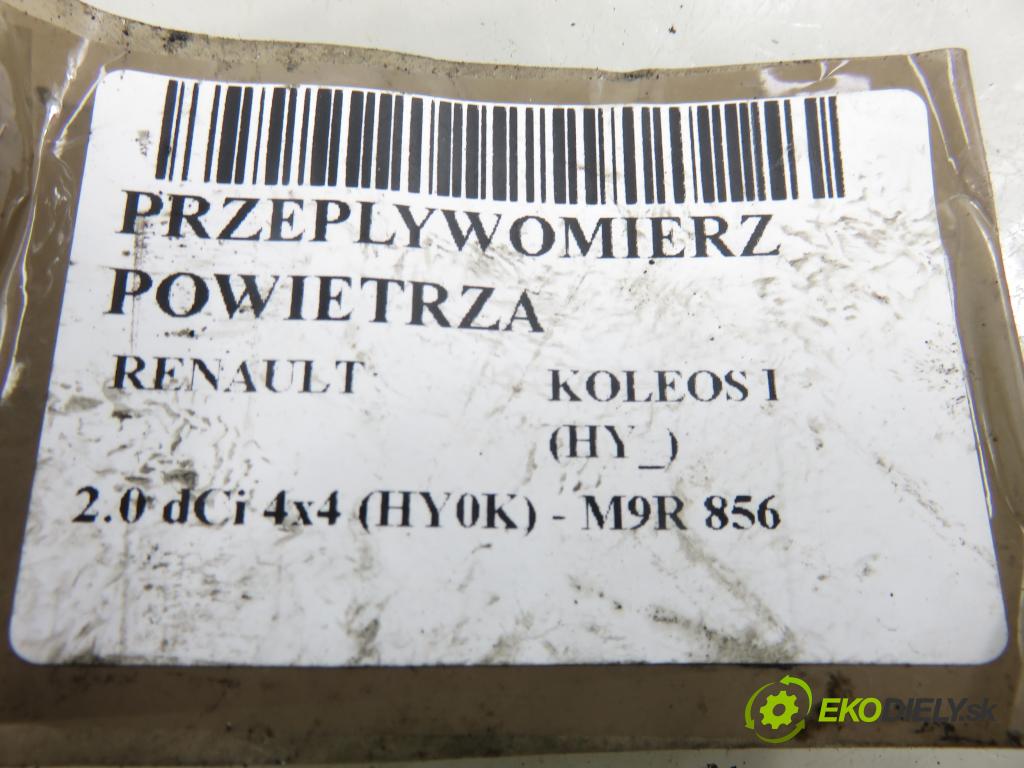 PRZEPLYWOMIERZ
POWIETRZA
RENAULT KOLEOS I
(HY_)
2.0 dCi 4x4 (HY0K) - M9R 856
EKODIELY.sk